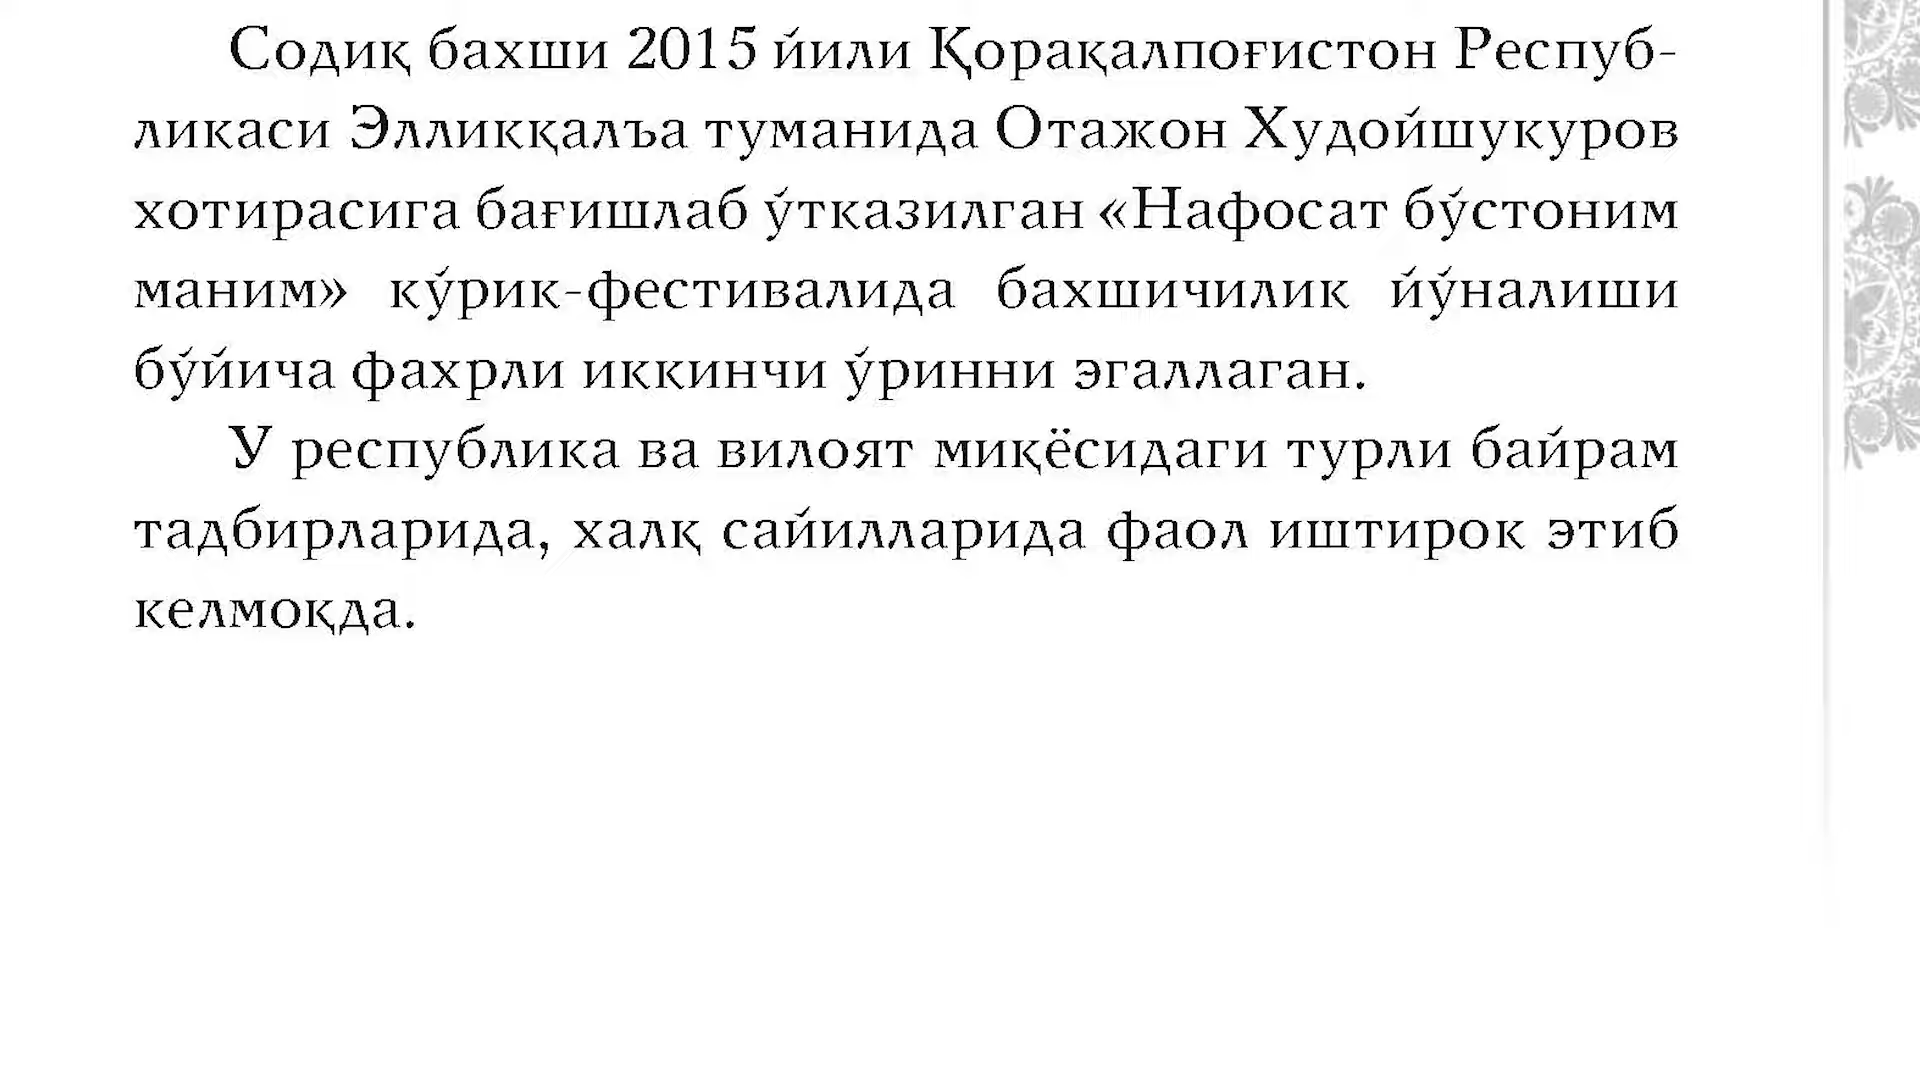 Содиқ бахши 2015 йили Қорақалпоғистон Респуб-
ликаси Элликқалъа туманида Отажон Худойшукуров
хотирасига бағишлаб ўтказилган «Нафосат бўстоним
маним» кўрик-фестивалида бахшичилик йўналиши
бўйича фахрли иккинчи ўринни эгаллаган.
У республика ва вилоят миқёсидаги турли байрам
тадбирларида, халқ сайилларида фаол иштирок этиб
келмоқда.